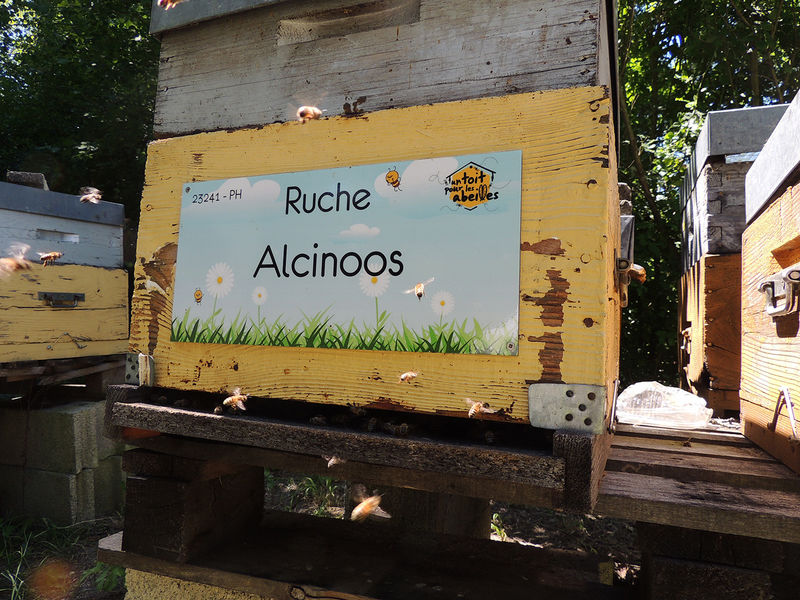 23241 - PH
Ruche
Alcinoos
un toit
pour les
abeilles